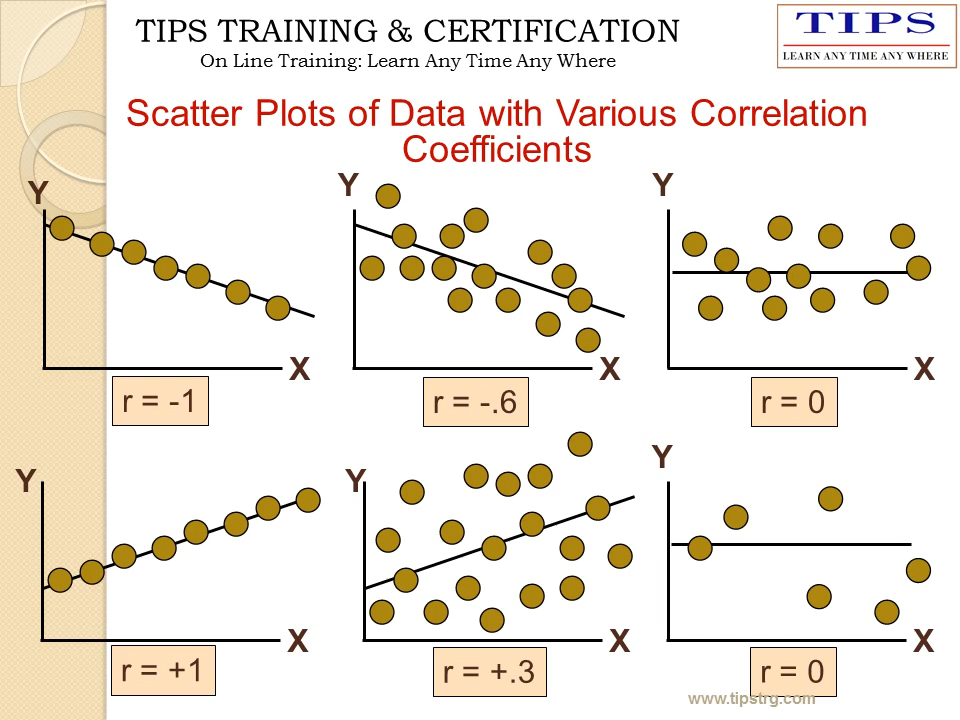 TIPS TRAINING & CERTIFICATION
On Line Training: Learn Any Time Any Where
TIPS
LEARN ANY TIME ANY WHERE
Scatter Plots of Data with Various Correlation
Coefficients
Y
Y
Y
X
X
X
r = -1
r = -.6
r = 0
Y
Y
Y
X
X
X
r = +1
r = +.3
r = 0
www.tipstrg.com